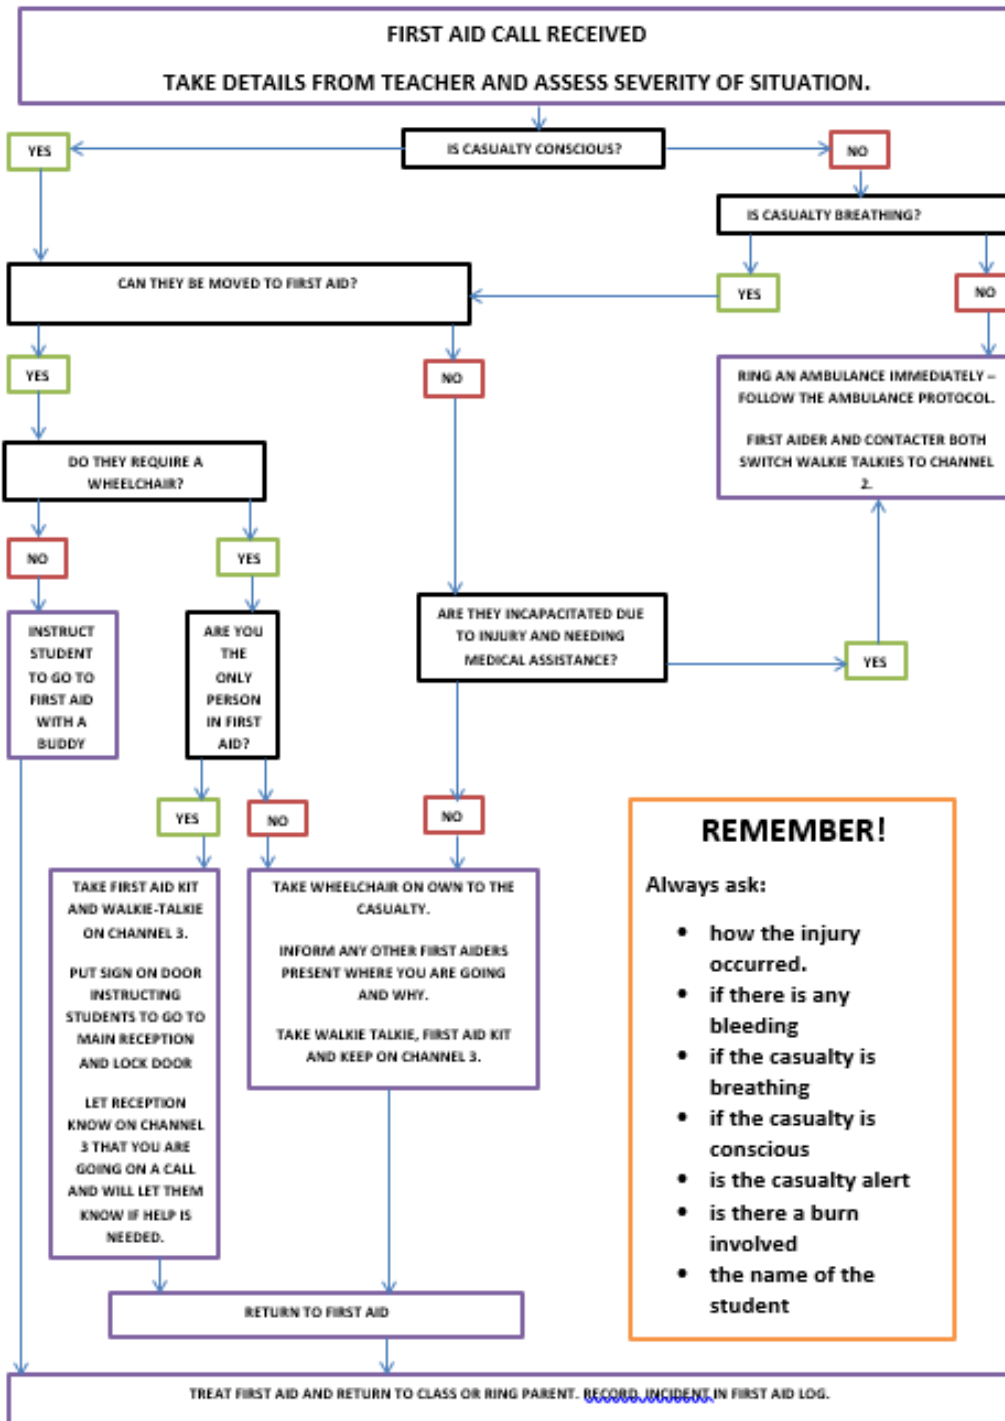 FIRST AID CALL RECEIVED
TAKE DETAILS FROM TEACHER AND ASSESS SEVERITY OF SITUATION.
YES
IS CASUALTY CONSCIOUS?
NO
IS CASUALTY BREATHING?
CAN THEY BE MOVED TO FIRST AID?
YES
NO
YES
NO
RING AN AMBULANCE IMMEDIATELY –
FOLLOW THE AMBULANCE PROTOCOL.
FIRST AIDER AND CONTACTER BOTH
SWITCH WALKIE TALKIES TO CHANNEL
2.
DO THEY REQUIRE A
WHEELCHAIR?
NO
YES
INSTRUCT
STUDENT
TO GO TO
FIRST AID
WITH A
BUDDY
ARE YOU
THE
ONLY
PERSON
IN FIRST
AID?
ARE THEY INCAPACITATED DUE
TO INJURY AND NEEDING
MEDICAL ASSISTANCE?
YES
YES
NO
NO
TAKE FIRST AID KIT
AND WALKIE-TALKIE
ON CHANNEL 3.
PUT SIGN ON DOOR
INSTRUCTING
STUDENTS TO GO TO
MAIN RECEPTION
AND LOCK DOOR
LET RECEPTION
KNOW ON CHANNEL
3 THAT YOU ARE
GOING ON A CALL
AND WILL LET THEM
KNOW IF HELP IS
NEEDED.
TAKE WHEELCHAIR ON OWN TO THE
CASUALTY.
INFORM ANY OTHER FIRST AIDERS
PRESENT WHERE YOU ARE GOING
AND WHY.
TAKE WALKIE TALKIE, FIRST AID KIT
AND KEEP ON CHANNEL 3.
REMEMBER!
Always ask:
• how the injury
occurred.
• if there is any
bleeding
• if the casualty is
breathing
• if the casualty is
conscious
• is the casualty alert
• is there a burn
involved
• the name of the
student
RETURN TO FIRST AID
TREAT FIRST AID AND RETURN TO CLASS OR RING PARENT. RECORD INCIDENT IN FIRST AID LOG.